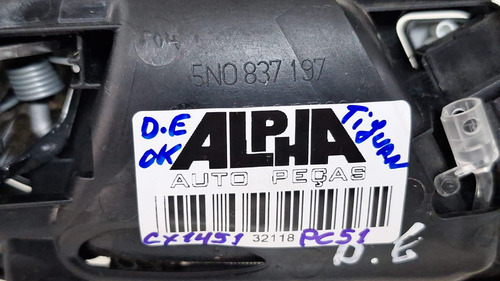 5N0 837 197
D.E
OK
ALPHA
Tiguan
AUTO PEÇAS
CX1451 32118 PC51
D.E